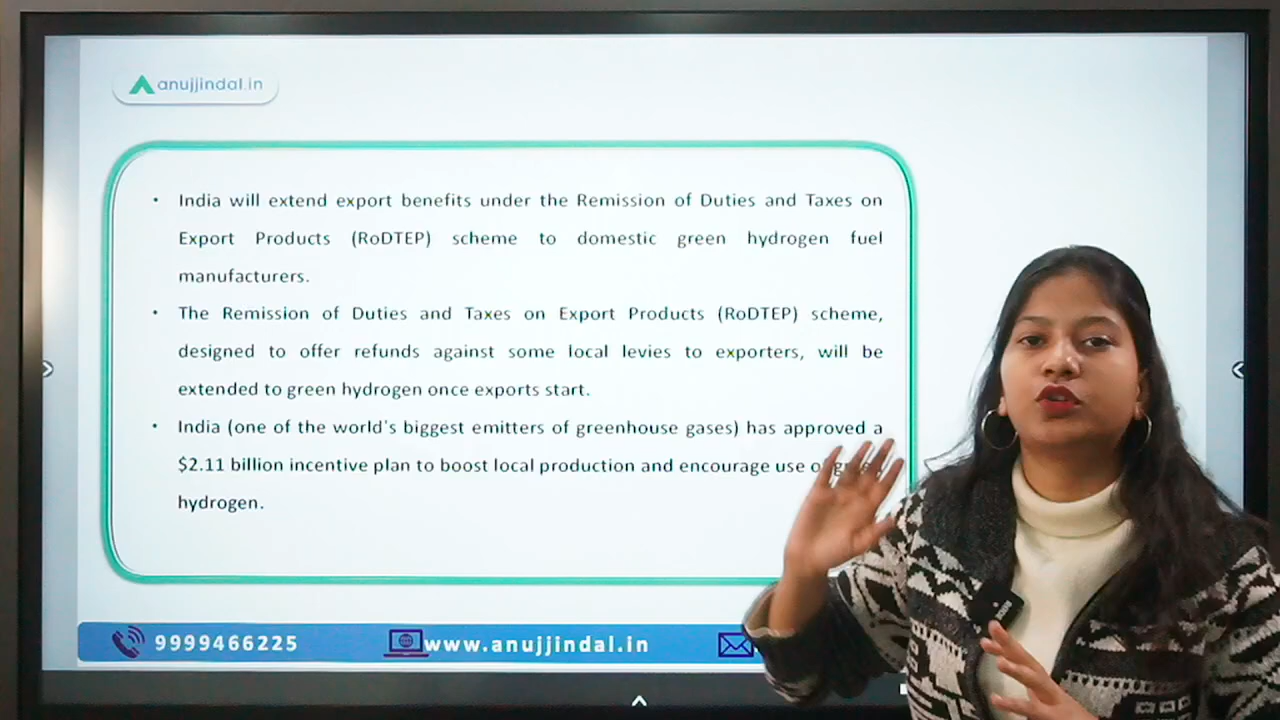 anujjindal.in
• India will extend export benefits under the Remission of Duties and Taxes on
Export Products (RoDTEP) scheme to domestic green hydrogen fuel
manufacturers.
• The Remission of Duties and Taxes on Export Products (RoDTEP) scheme,
designed to offer refunds against some local levies to exporters, will be
extended to green hydrogen once exports start.
• India (one of the world's biggest emitters of greenhouse gases) has approved a
$2.11 billion incentive plan to boost local production and encourage use of green
hydrogen.
9999466225 www.anujjindal.in